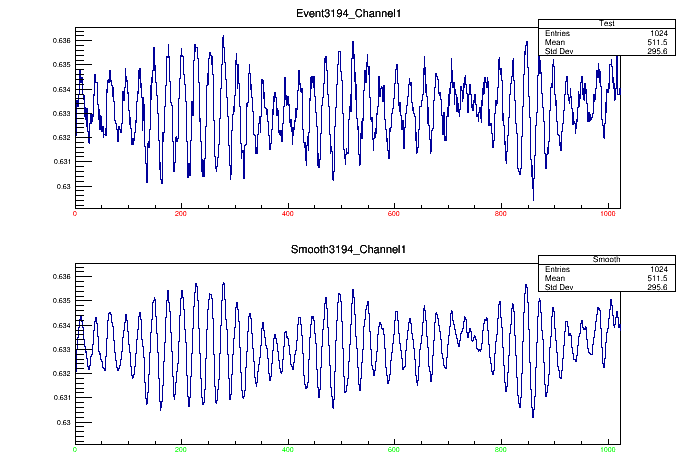 Event3194_Channel1
Test
Entries 1024
Mean 511.5
Std Dev 295.6
0.636
0.635
0.634
0.633
0.632
0.631
0.63
0 200 400 600 800 1000
Smooth3194_Channel1
Smooth
Entries 1024
Mean 511.5
Std Dev 295.6
0.636
0.635
0.634
0.633
0.632
0.631
0.63
0 200 400 600 800 1000